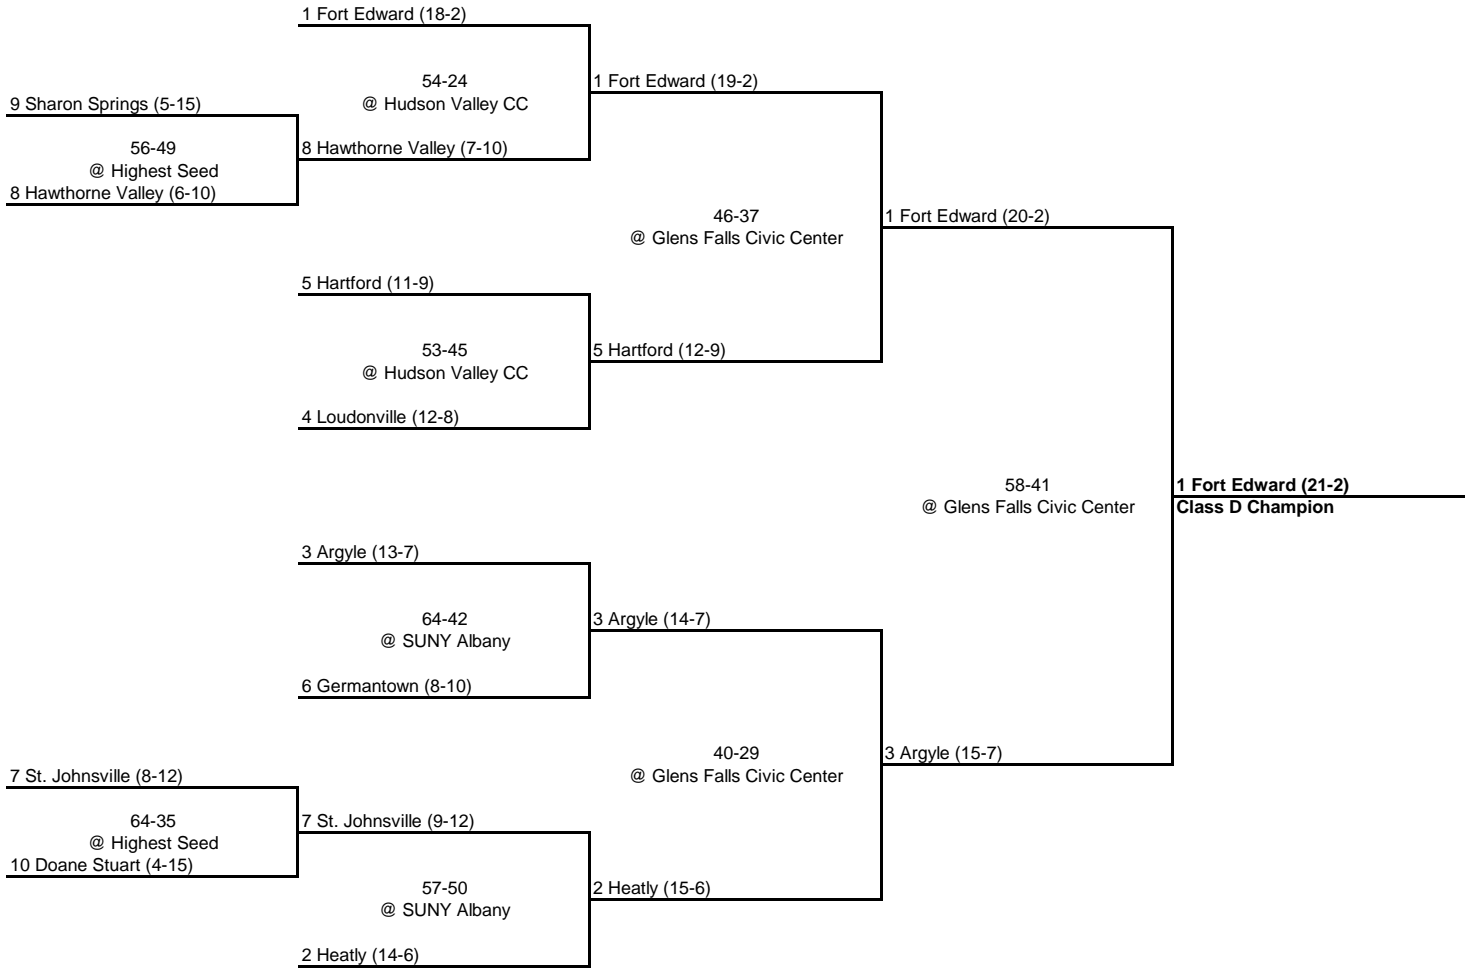 1 Fort Edward (18-2)
54-24
@ Hudson Valley CC
1 Fort Edward (19-2)
9 Sharon Springs (5-15)
56-49
@ Highest Seed
8 Hawthorne Valley (7-10)
8 Hawthorne Valley (6-10)
46-37
@ Glens Falls Civic Center
1 Fort Edward (20-2)
5 Hartford (11-9)
53-45
@ Hudson Valley CC
5 Hartford (12-9)
4 Loudonville (12-8)
58-41
@ Glens Falls Civic Center
1 Fort Edward (21-2)
Class D Champion
3 Argyle (13-7)
64-42
@ SUNY Albany
3 Argyle (14-7)
6 Germantown (8-10)
40-29
@ Glens Falls Civic Center
3 Argyle (15-7)
7 St. Johnsville (8-12)
64-35
@ Highest Seed
7 St. Johnsville (9-12)
10 Doane Stuart (4-15)
57-50
@ SUNY Albany
2 Heatly (15-6)
2 Heatly (14-6)